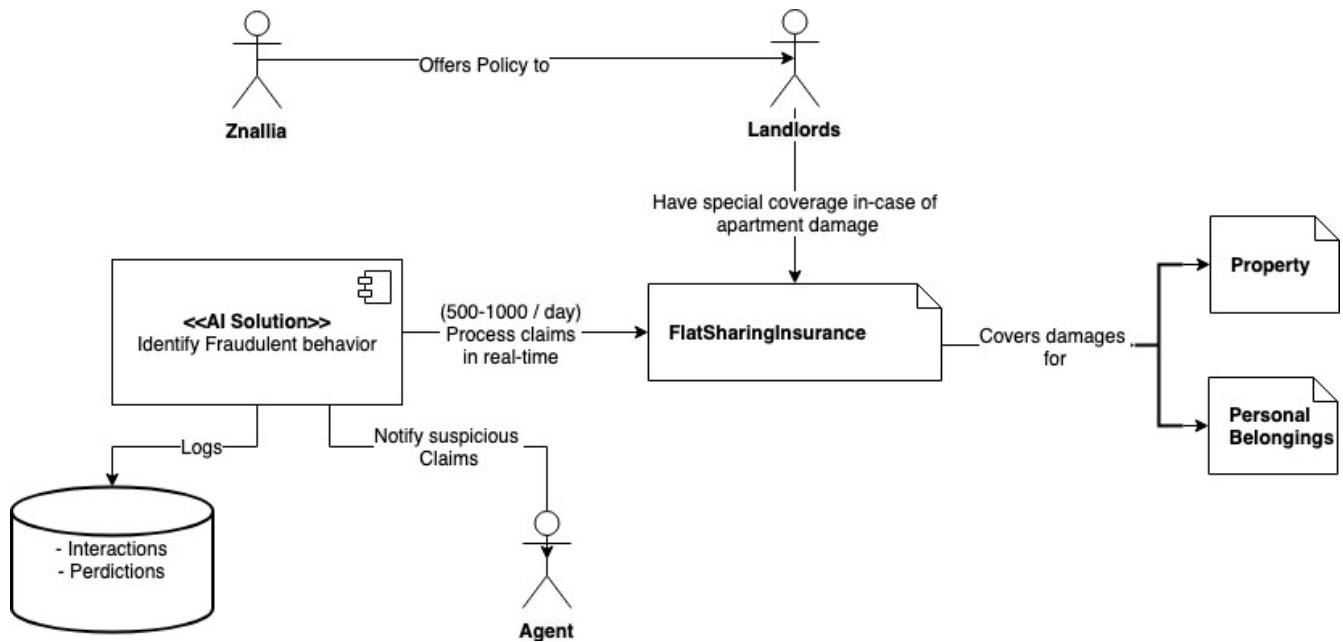 Offers Policy to
Znallia
Landlords
Have special coverage in-case of
apartment damage
<<AI Solution>>
Identify Fraudulent behavior
(500-1000 / day)
Process claims
in real-time
FlatSharingInsurance
Covers damages
for
Property
Personal
Belongings
Logs
Notify suspicious
Claims
- Interactions
- Perdictions
Agent